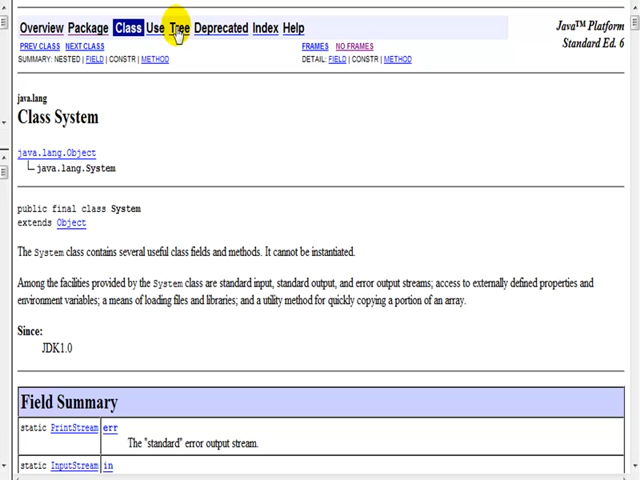 Overview Package Class Use Tree Deprecated Index Help
Java™ Platform
Standard Ed. 6
PREV CLASS NEXT CLASS
FRAMES NO FRAMES
SUMMARY: NESTED | FIELD | CONSTR | METHOD
DETAIL: FIELD | CONSTR | METHOD
java.lang
Class System
java.lang.Object
java.lang.System
public final class System
extends Object
The System class contains several useful class fields and methods. It cannot be instantiated.
Among the facilities provided by the System class are standard input, standard output, and error output streams; access to externally defined properties and
environment variables; a means of loading files and libraries; and a utility method for quickly copying a portion of an array.
Since:
JDK1.0
Field Summary
static PrintStream err
The "standard" error output stream.
static InputStream in